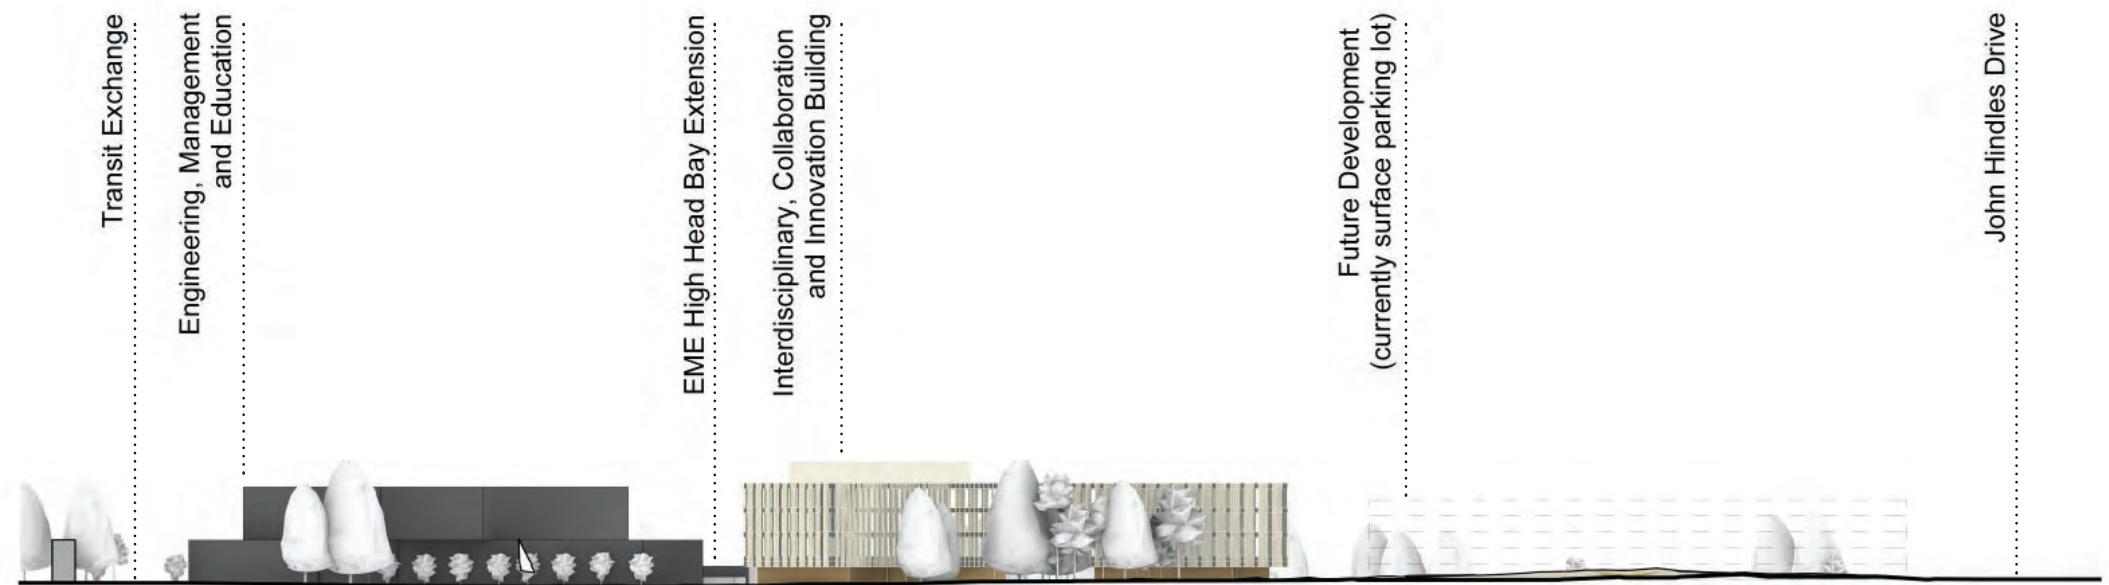 Transit Exchange
Engineering, Management
and Education
EME High Head Bay Extension
Interdisciplinary, Collaboration
and Innovation Building
Future Development
(currently surface parking lot)
John Hindles Drive